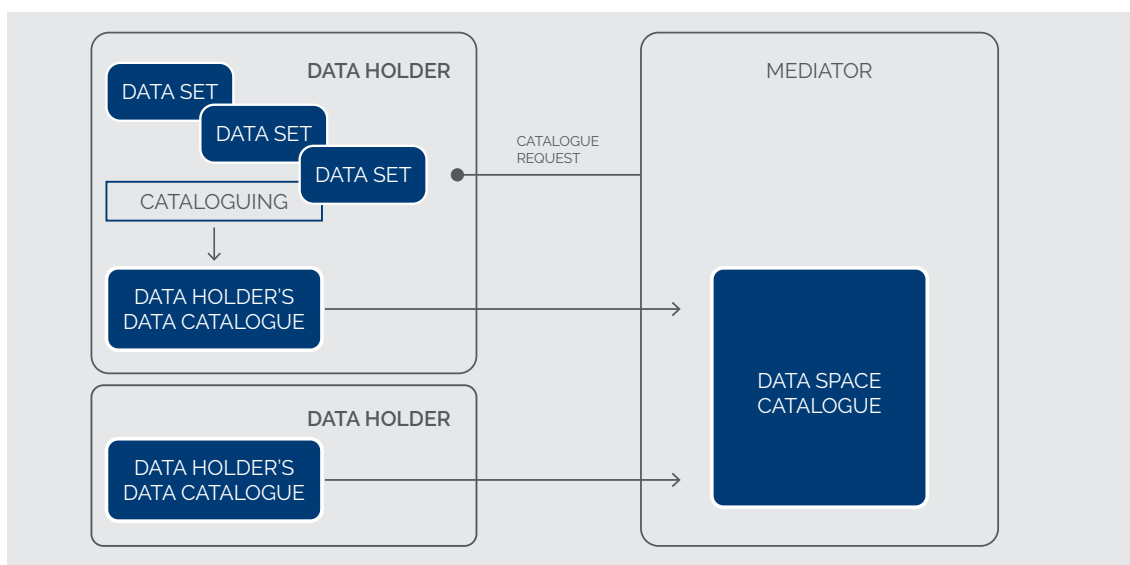 DATA HOLDER
DATA SET
DATA SET
DATA SET
CATALOGUING
DATA HOLDER'S
DATA CATALOGUE
CATALOGUE
REQUEST
MEDIATOR
DATA SPACE
CATALOGUE
DATA HOLDER
DATA HOLDER'S
DATA CATALOGUE